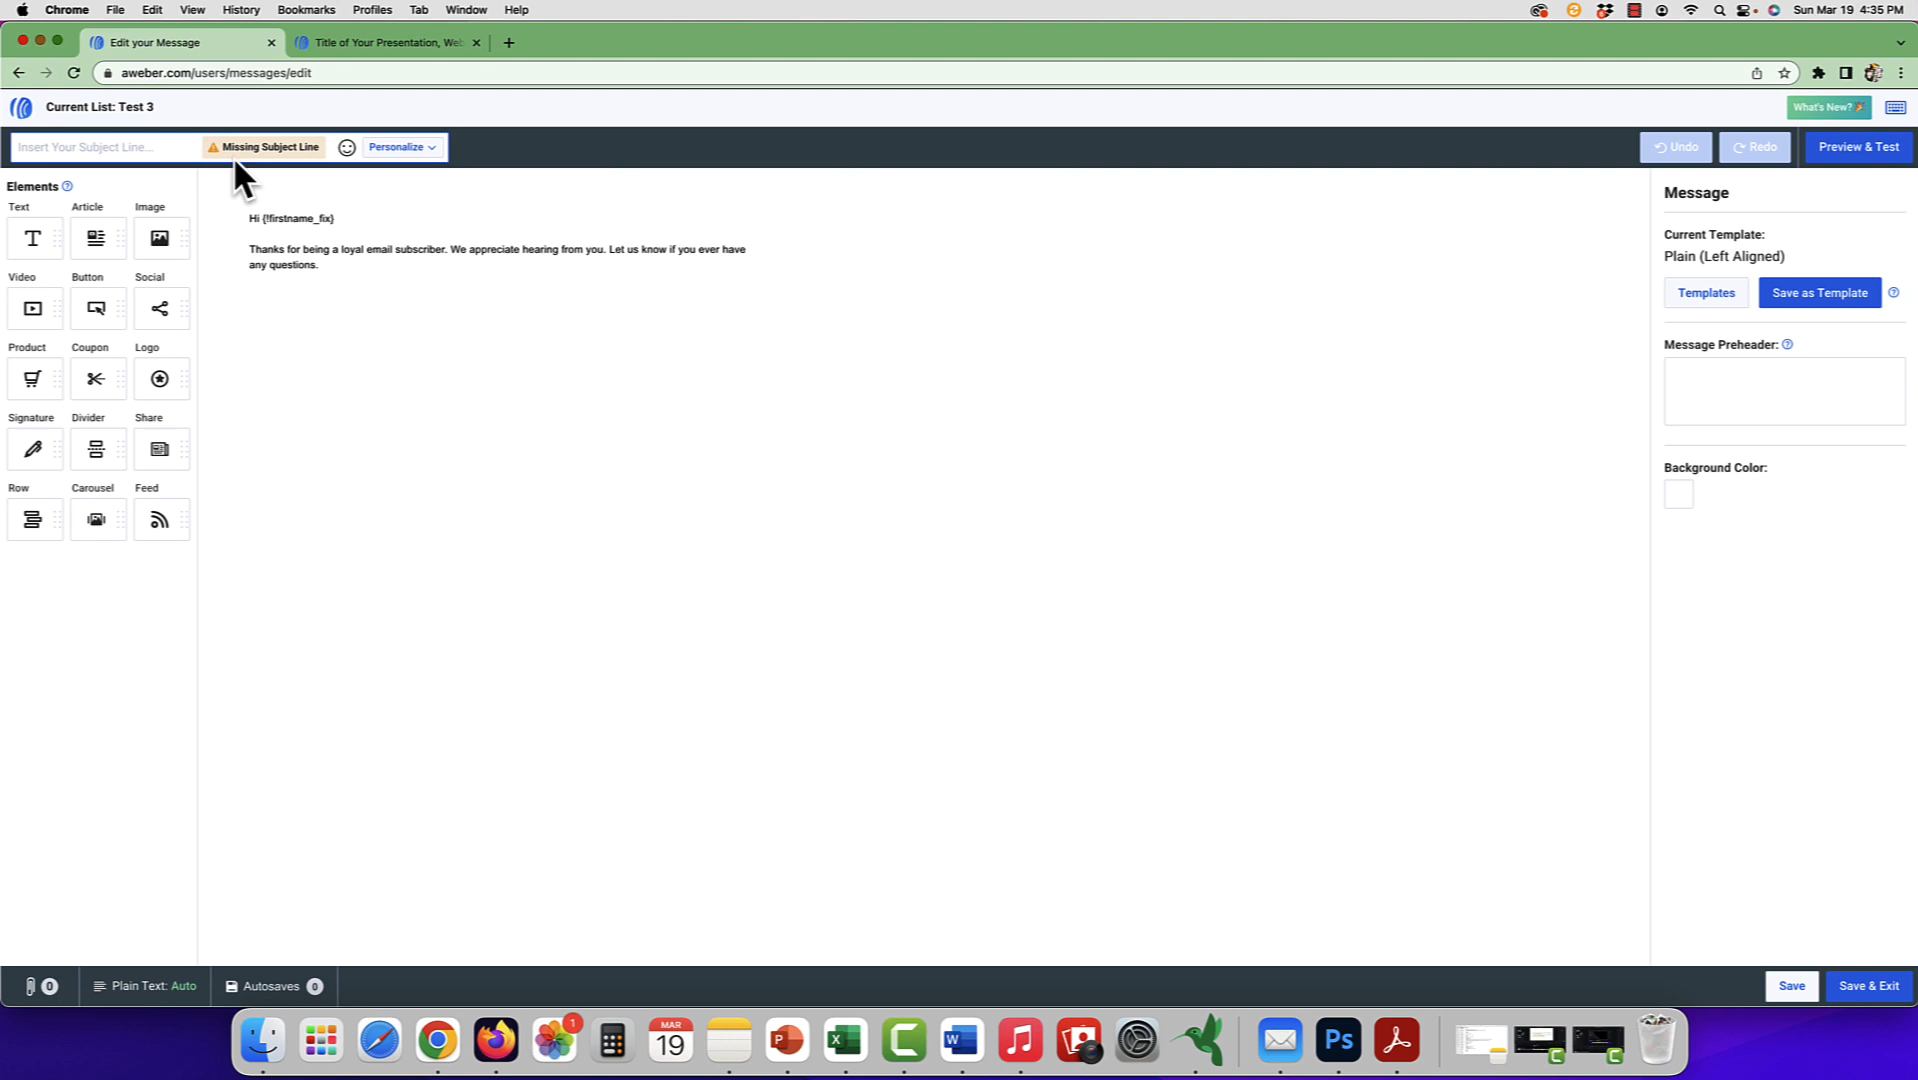 Chrome File Edit View History Bookmarks Profiles Tab Window Help
Sun Mar 19 4:35 PM
Edit your Message
Title of Your Presentation, Web
aweber.com/users/messages/edit
Current List: Test 3
What's New?
Insert Your Subject Line...
Missing Subject Line
Personalize
Undo
Redo
Preview & Test
Elements
Text Article Image
Video Button Social
Product Coupon Logo
Signature Divider Share
Row Carousel Feed
Hi {!firstname_fix}
Thanks for being a loyal email subscriber. We appreciate hearing from you. Let us know if you ever have
any questions.
Message
Current Template:
Plain (Left Aligned)
Templates
Save as Template
Message Preheader:
Background Color:
0
Plain Text: Auto
Autosaves 0
Save
Save & Exit
1
MAR
19
P
X
W
Ps